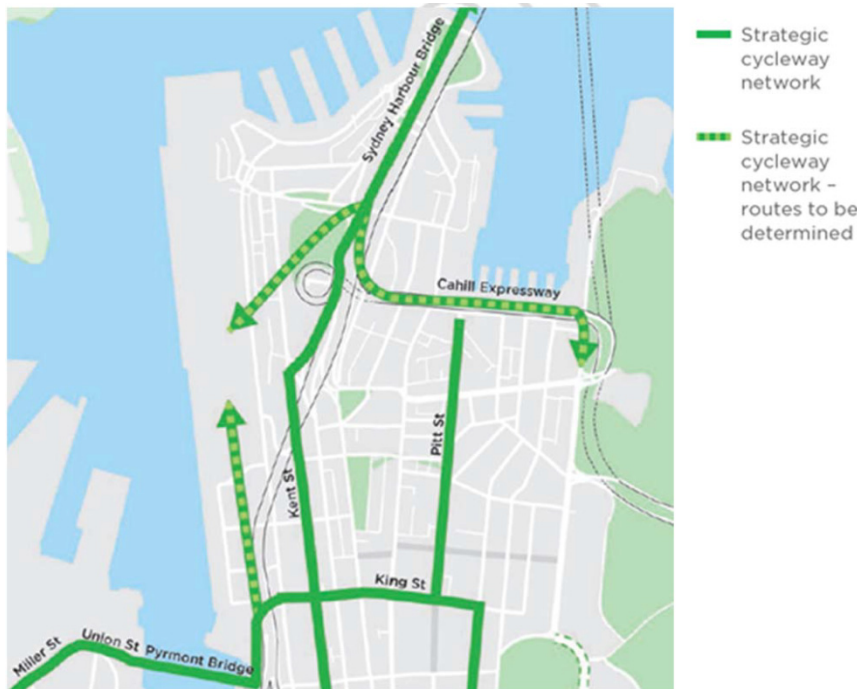 Sydney Harbour Bridge
Cahill Expressway
Pitt St
Kent St
King St
Miller St
Union St
Pyrmont Bridge
Strategic
cycleway
network
Strategic
cycleway
network –
routes to be
determined